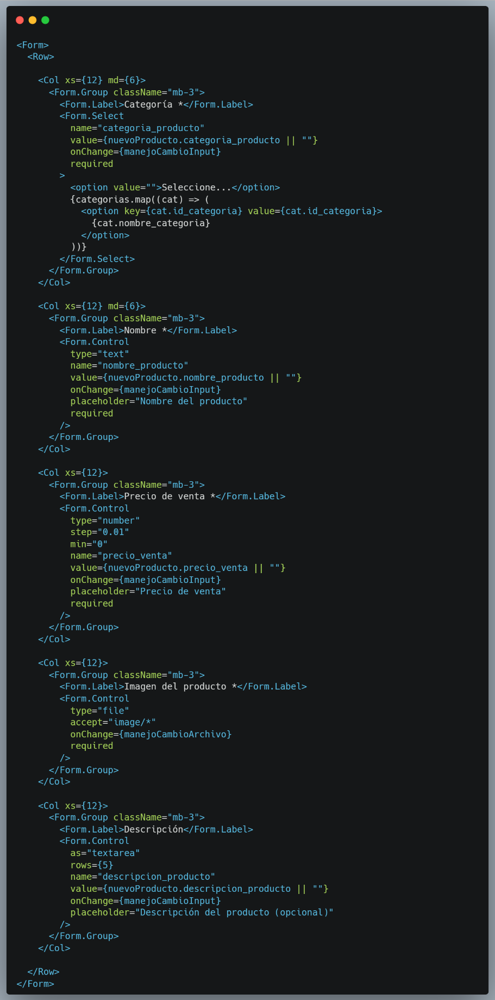 <Form>
  <Row>

    <Col xs={12} md={6}>
      <Form.Group className="mb-3">
        <Form.Label>Categoría *</Form.Label>
        <Form.Select
          name="categoria_producto"
          value={nuevoProducto.categoria_producto || ""}
          onChange={manejoCambioInput}
          required
        >
          <option value="">Seleccione...</option>
          {categorias.map((cat) => (
            <option key={cat.id_categoria} value={cat.id_categoria}>
              {cat.nombre_categoria}
            </option>
          ))}
        </Form.Select>
      </Form.Group>
    </Col>

    <Col xs={12} md={6}>
      <Form.Group className="mb-3">
        <Form.Label>Nombre *</Form.Label>
        <Form.Control
          type="text"
          name="nombre_producto"
          value={nuevoProducto.nombre_producto || ""}
          onChange={manejoCambioInput}
          placeholder="Nombre del producto"
          required
        />
      </Form.Group>
    </Col>

    <Col xs={12}>
      <Form.Group className="mb-3">
        <Form.Label>Precio de venta *</Form.Label>
        <Form.Control
          type="number"
          step="0.01"
          min="0"
          name="precio_venta"
          value={nuevoProducto.precio_venta || ""}
          onChange={manejoCambioInput}
          placeholder="Precio de venta"
          required
        />
      </Form.Group>
    </Col>

    <Col xs={12}>
      <Form.Group className="mb-3">
        <Form.Label>Imagen del producto *</Form.Label>
        <Form.Control
          type="file"
          accept="image/*"
          onChange={manejoCambioArchivo}
          required
        />
      </Form.Group>
    </Col>

    <Col xs={12}>
      <Form.Group className="mb-3">
        <Form.Label>Descripción</Form.Label>
        <Form.Control
          as="textarea"
          rows={5}
          name="descripcion_producto"
          value={nuevoProducto.descripcion_producto || ""}
          onChange={manejoCambioInput}
          placeholder="Descripción del producto (opcional)"
        />
      </Form.Group>
    </Col>

  </Row>
</Form>